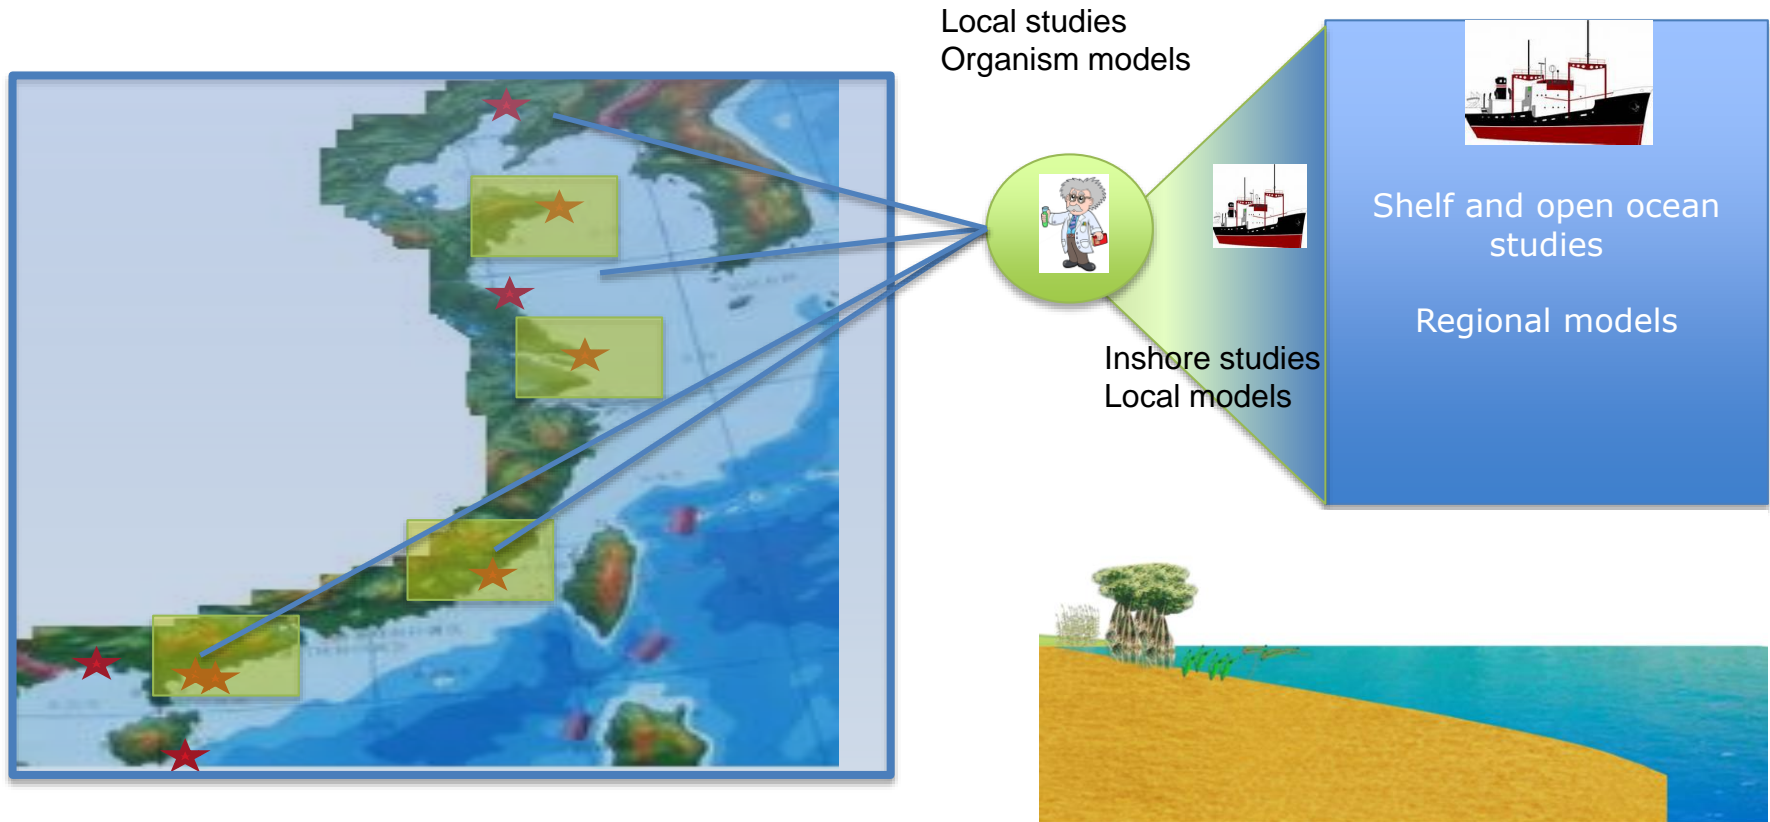 Local studies
Organism models
Shelf and open ocean
studies
Regional models
Inshore studies
Local models